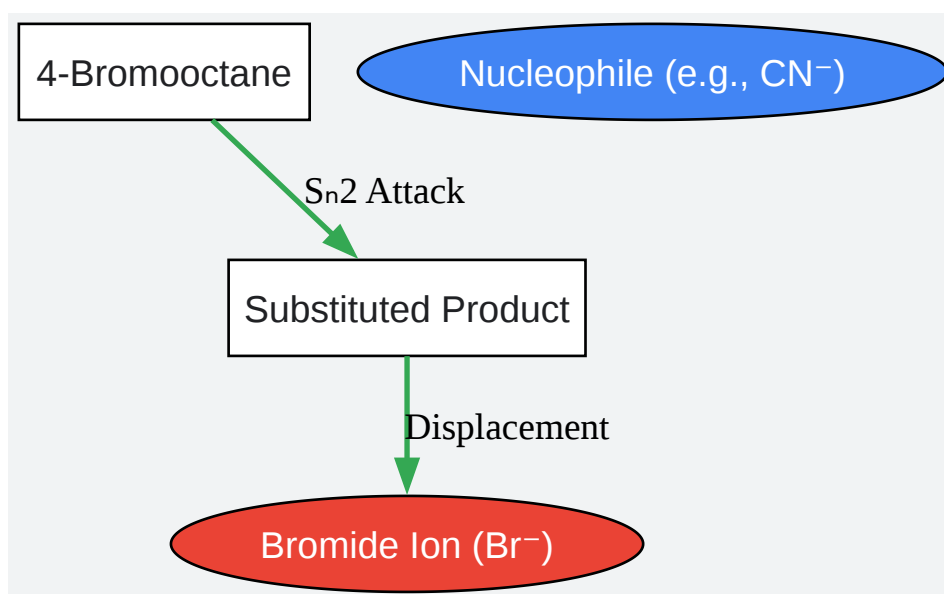 4-Bromooctane
Nucleophile (e.g., CN⁻)
Sₙ2 Attack
Substituted Product
Displacement
Bromide Ion (Br⁻)